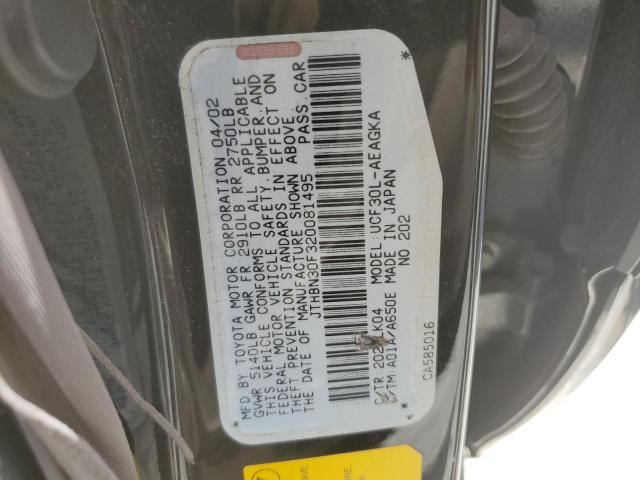 MFD BY TOYOTA MOTOR CORPORATION 04/02
GVWR 5140LB GAWR FR 2910LB RR 2750LB
THIS VEHICLE CONFORMS TO ALL APPLICABLE
FEDERAL MOTOR VEHICLE SAFETY,BUMPER,AND
THEFT PREVENTION STANDARDS IN EFFECT ON
THE DATE OF MANUFACTURE SHOWN ABOVE
JTHBN30F320081495 PASS.CAR
* *
C/TR 202 LK04 MODEL:UCF30L-AEAGKA
/TM A01A/A650E MADE IN JAPAN
NO.202
CA585016